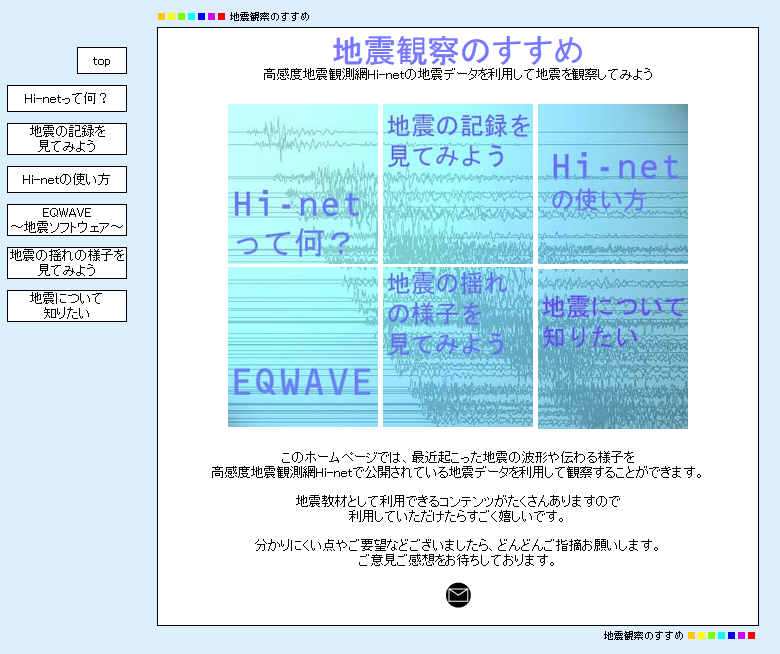 地震観察のすすめ
top
Hi-netって何？
地震の記録を
見てみよう
Hi-netの使い方
EQWAVE
～地震ソフトウェア～
地震の揺れの様子を
見てみよう
地震について
知りたい
地震観察のすすめ
高感度地震観測網Hi-netの地震データを利用して地震を観察してみよう
Hi-net
って何？
地震の記録を
見てみよう
Hi-net
の使い方
EQWAVE
地震の揺れ
の様子を
見てみよう
地震について
知りたい
このホームページでは、最近起こった地震の波形や伝わる様子を
高感度地震観測網Hi-netで公開されている地震データを利用して観察することができます。
地震教材として利用できるコンテンツがたくさんありますので
利用していただけたらすごく嬉しいです。
分かりにくい点やご要望などございましたら、どんどんご指摘お願いします。
ご意見ご感想をお待ちしております。
地震観察のすすめ